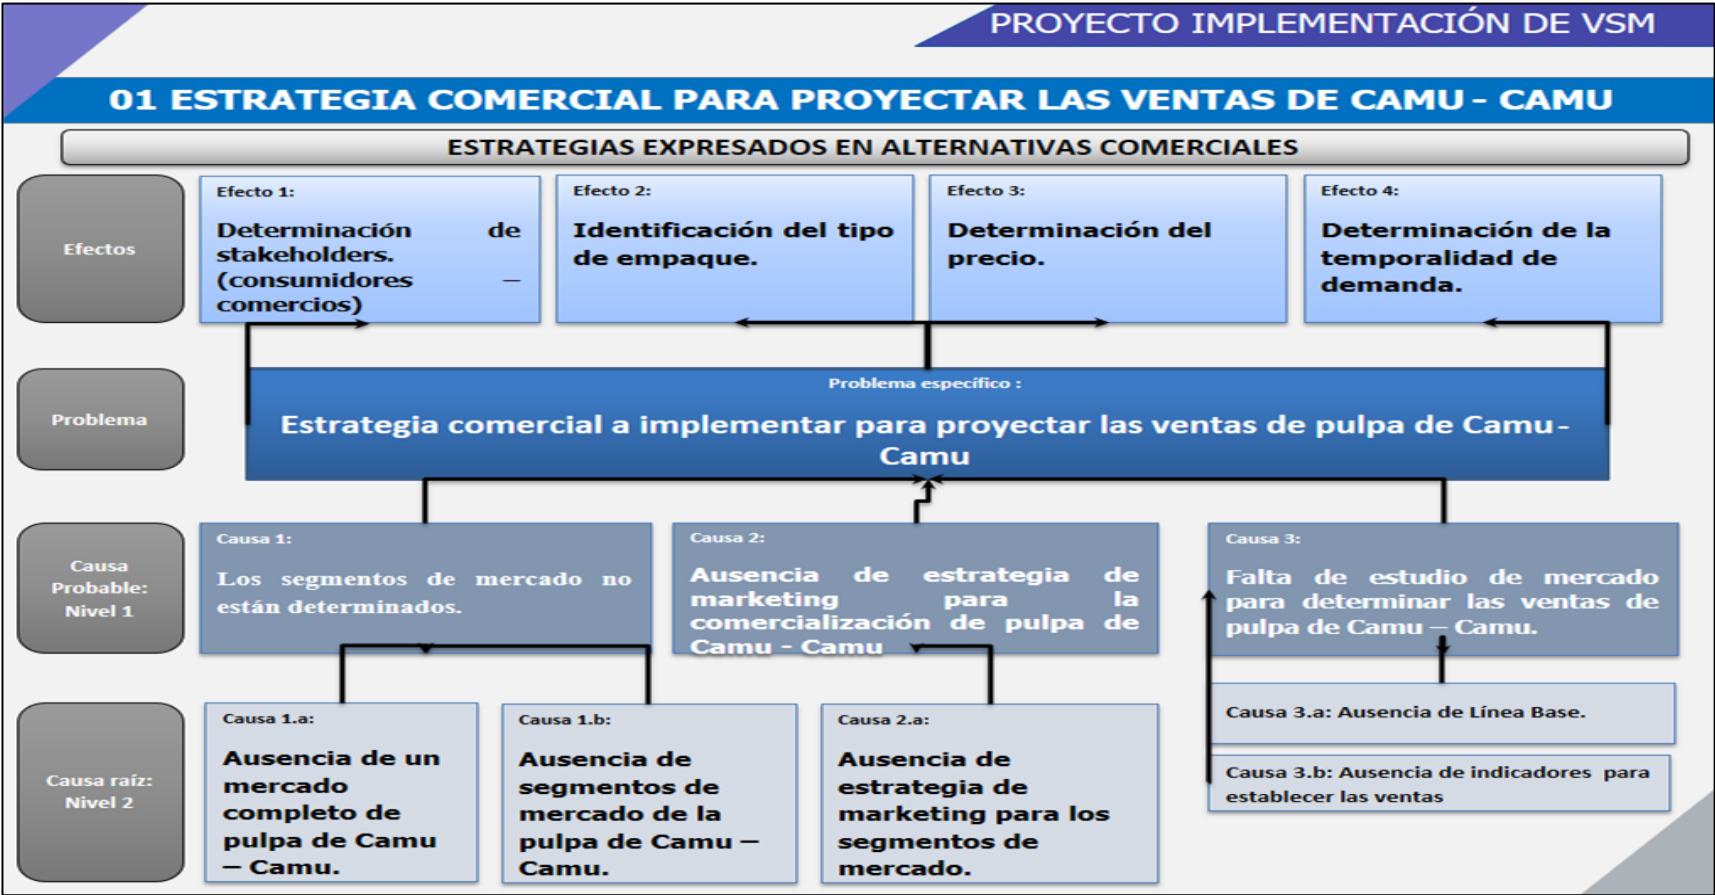 PROYECTO IMPLEMENTACIÓN DE VSM
01 ESTRATEGIA COMERCIAL PARA PROYECTAR LAS VENTAS DE CAMU - CAMU
ESTRATEGIAS EXPRESADOS EN ALTERNATIVAS COMERCIALES
Efectos
Efecto 1:
Determinación de
stakeholders.
(consumidores –
comercios)
Efecto 2:
Identificación del tipo
de empaque.
Efecto 3:
Determinación del
precio.
Efecto 4:
Determinación de la
temporalidad de
demanda.
Problema
Problema específico :
Estrategia comercial a implementar para proyectar las ventas de pulpa de Camu-
Camu
Causa
Probable:
Nivel 1
Causa 1:
Los segmentos de mercado no
están determinados.
Causa 2:
Ausencia de estrategia de
marketing para la
comercialización de pulpa de
Camu - Camu
Causa 3:
Falta de estudio de mercado
para determinar las ventas de
pulpa de Camu – Camu.
Causa raíz:
Nivel 2
Causa 1.a:
Ausencia de un
mercado
completo de
pulpa de Camu
– Camu.
Causa 1.b:
Ausencia de
segmentos de
mercado de la
pulpa de Camu –
Camu.
Causa 2.a:
Ausencia de
estrategia de
marketing para los
segmentos de
mercado.
Causa 3.a: Ausencia de Línea Base.
Causa 3.b: Ausencia de indicadores para
establecer las ventas